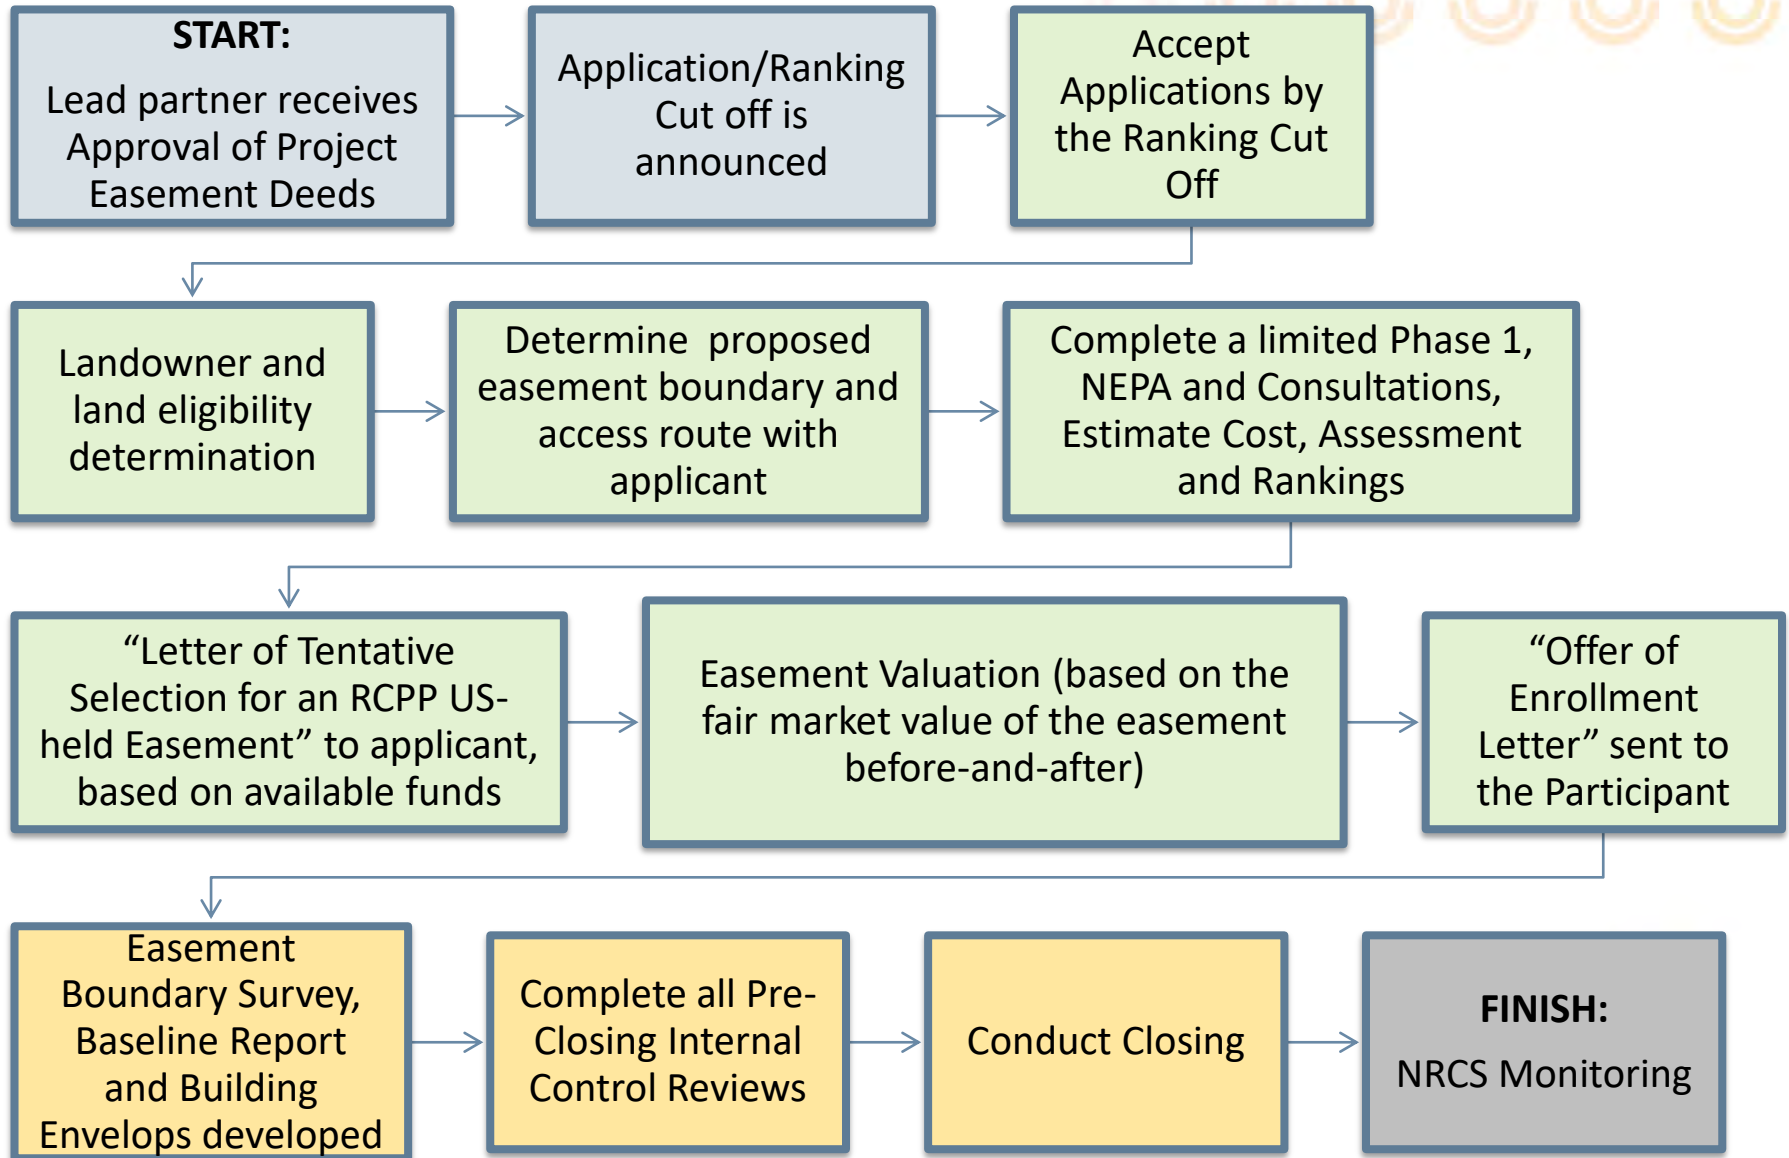 START:
Lead partner receives
Approval of Project
Easement Deeds
Application/Ranking
Cut off is
announced
Accept
Applications by
the Ranking Cut
Off
Landowner and
land eligibility
determination
Determine proposed
easement boundary and
access route with
applicant
Complete a limited Phase 1,
NEPA and Consultations,
Estimate Cost, Assessment
and Rankings
“Letter of Tentative
Selection for an RCPP US-
held Easement” to applicant,
based on available funds
Easement Valuation (based on the
fair market value of the easement
before-and-after)
“Offer of
Enrollment
Letter” sent to
the Participant
Easement
Boundary Survey,
Baseline Report
and Building
Envelops developed
Complete all Pre-
Closing Internal
Control Reviews
Conduct Closing
FINISH:
NRCS Monitoring